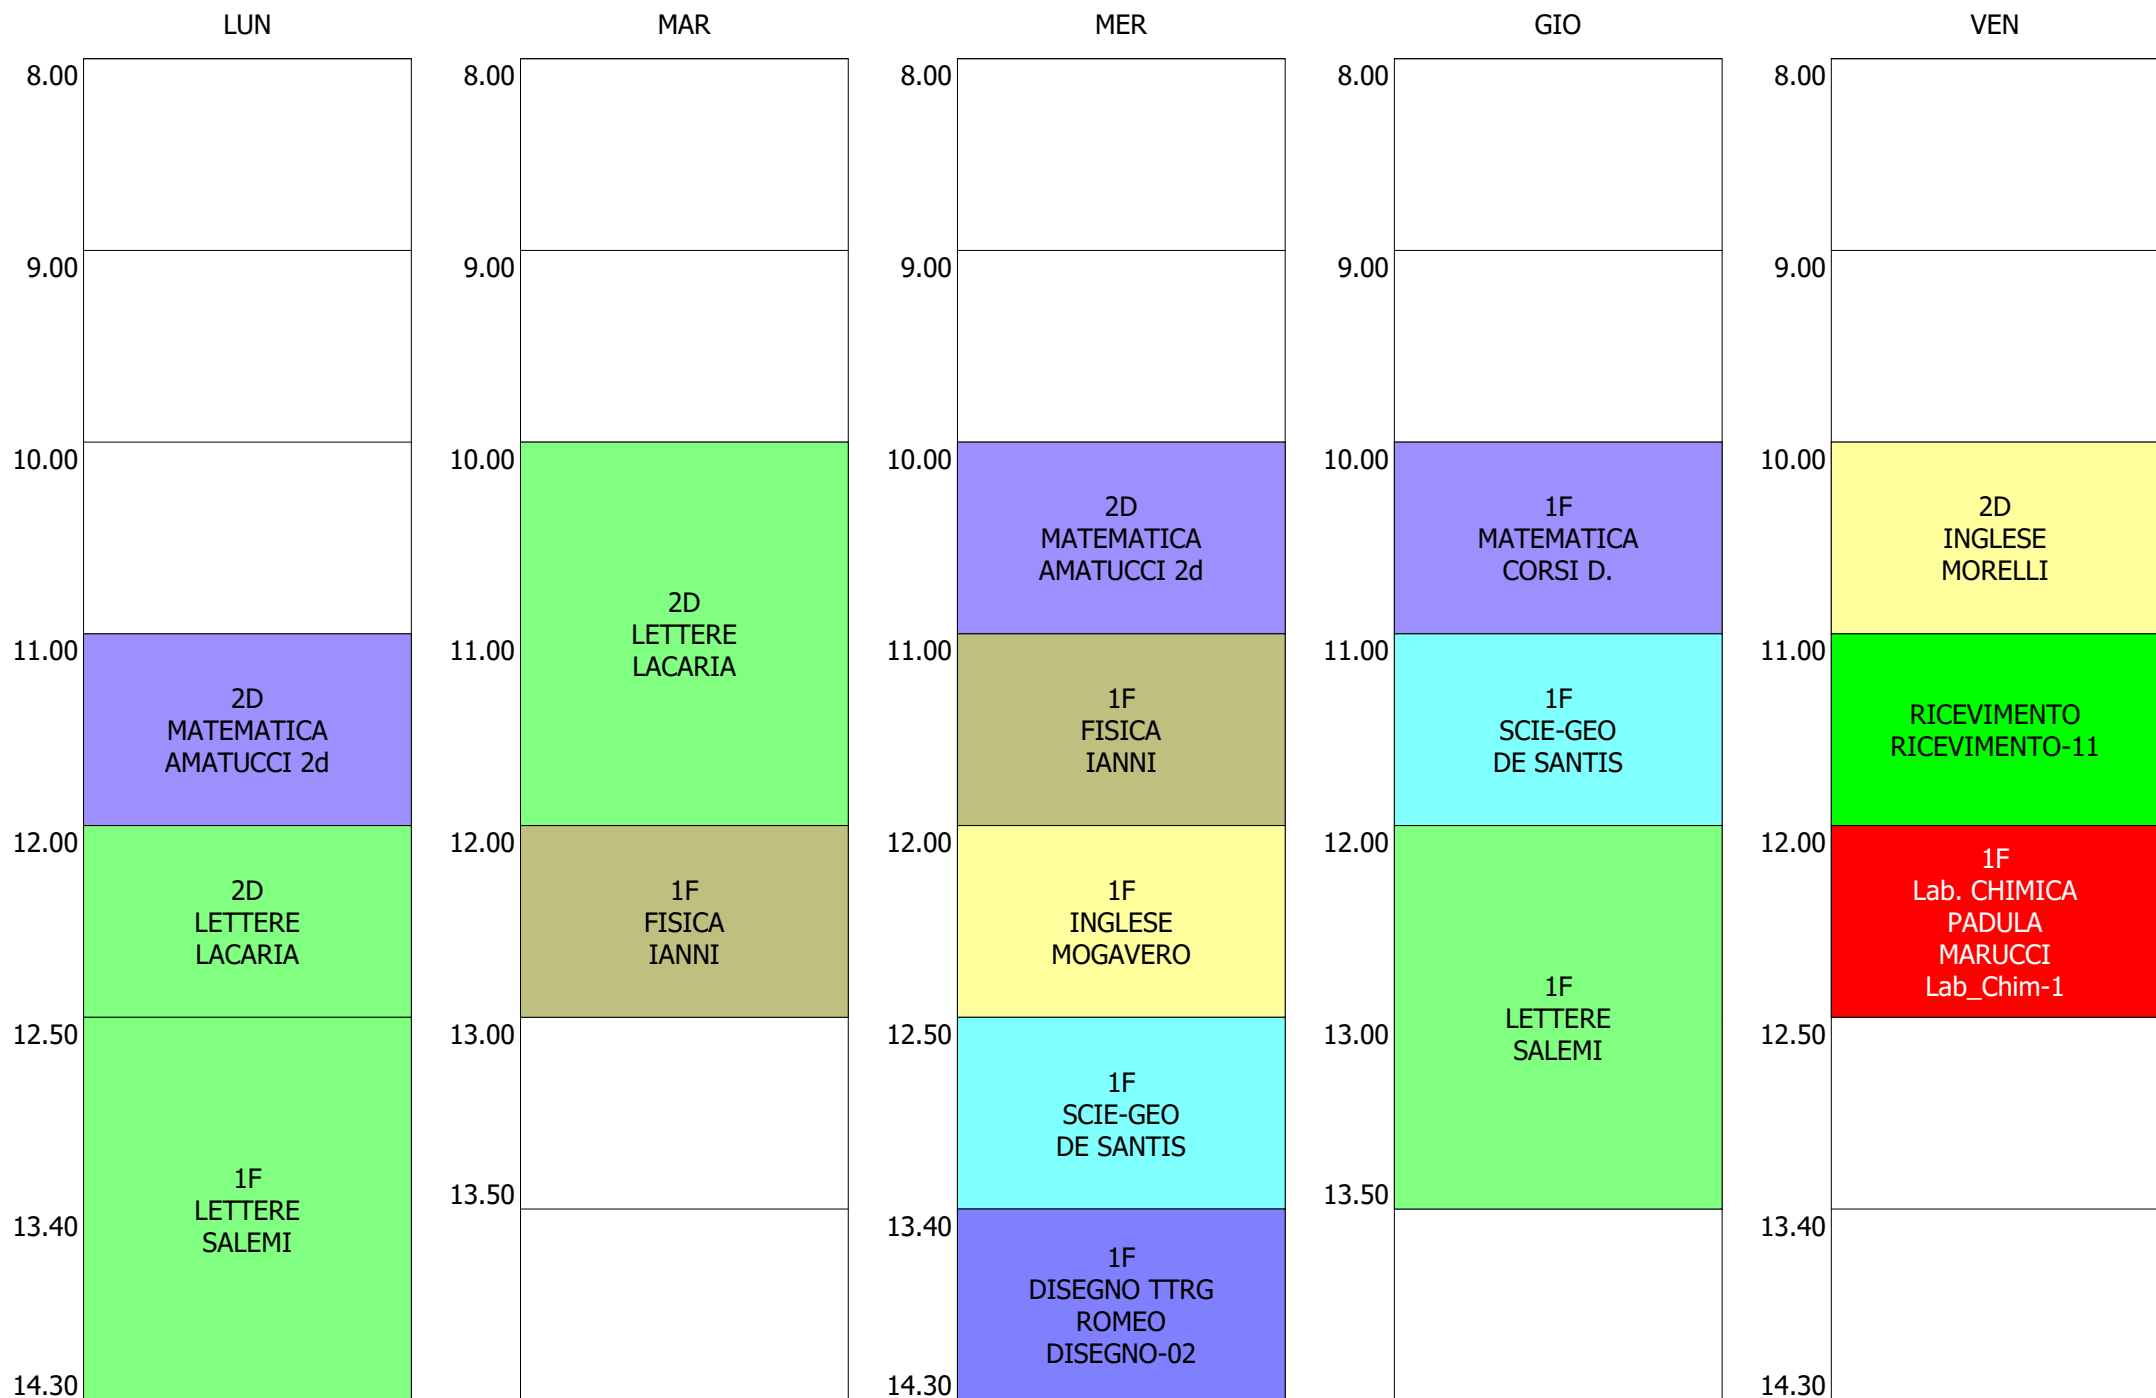 LUN
MAR
MER
GIO
VEN
8.00
9.00
10.00
11.00
2D
MATEMATICA
AMATUCCI 2d
12.00
2D
LETTERE
LACARIA
12.50
1F
LETTERE
SALEMI
13.40
14.30
8.00
9.00
10.00
2D
LETTERE
LACARIA
11.00
12.00
1F
FISICA
IANNI
13.00
13.50
8.00
9.00
10.00
2D
MATEMATICA
AMATUCCI 2d
11.00
1F
FISICA
IANNI
12.00
1F
INGLESE
MOGAVERO
12.50
1F
SCIE-GEO
DE SANTIS
13.40
1F
DISEGNO TTRG
ROMEO
DISEGNO-02
14.30
8.00
9.00
10.00
1F
MATEMATICA
CORSI D.
11.00
1F
SCIE-GEO
DE SANTIS
12.00
1F
LETTERE
SALEMI
13.00
13.50
8.00
9.00
10.00
2D
INGLESE
MORELLI
11.00
RICEVIMENTO
RICEVIMENTO-11
12.00
1F
Lab. CHIMICA
PADULA
MARUCCI
Lab_Chim-1
12.50
13.40
14.30